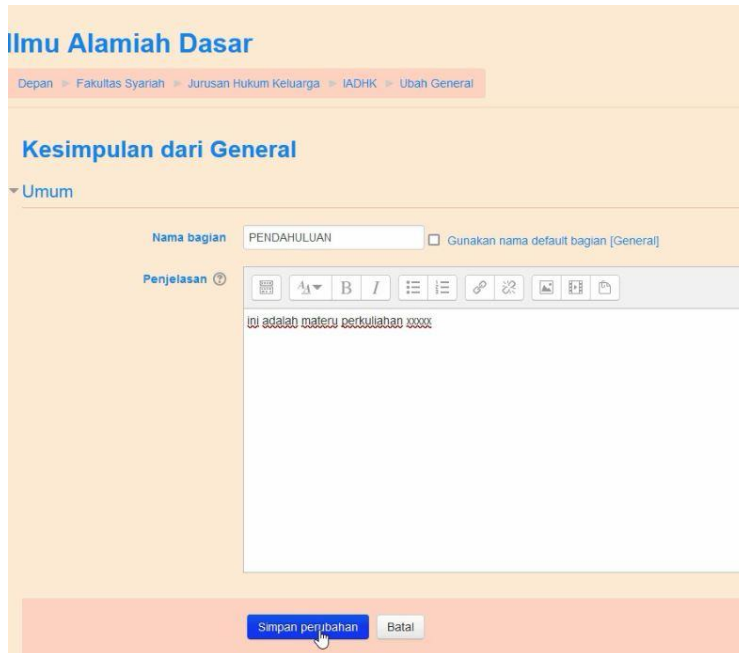 Ilmu Alamiah Dasar
Depan ► Fakultas Syariah ► Jurusan Hukum Keluarga ► IADHK ► Ubah General
Kesimpulan dari General
Umum
Nama bagian PENDAHULUAN Gunakan nama default bagian [General]
Penjelasan
B I
ini adalah materu perkuliahan xxxxx
Simpan perubahan Batal